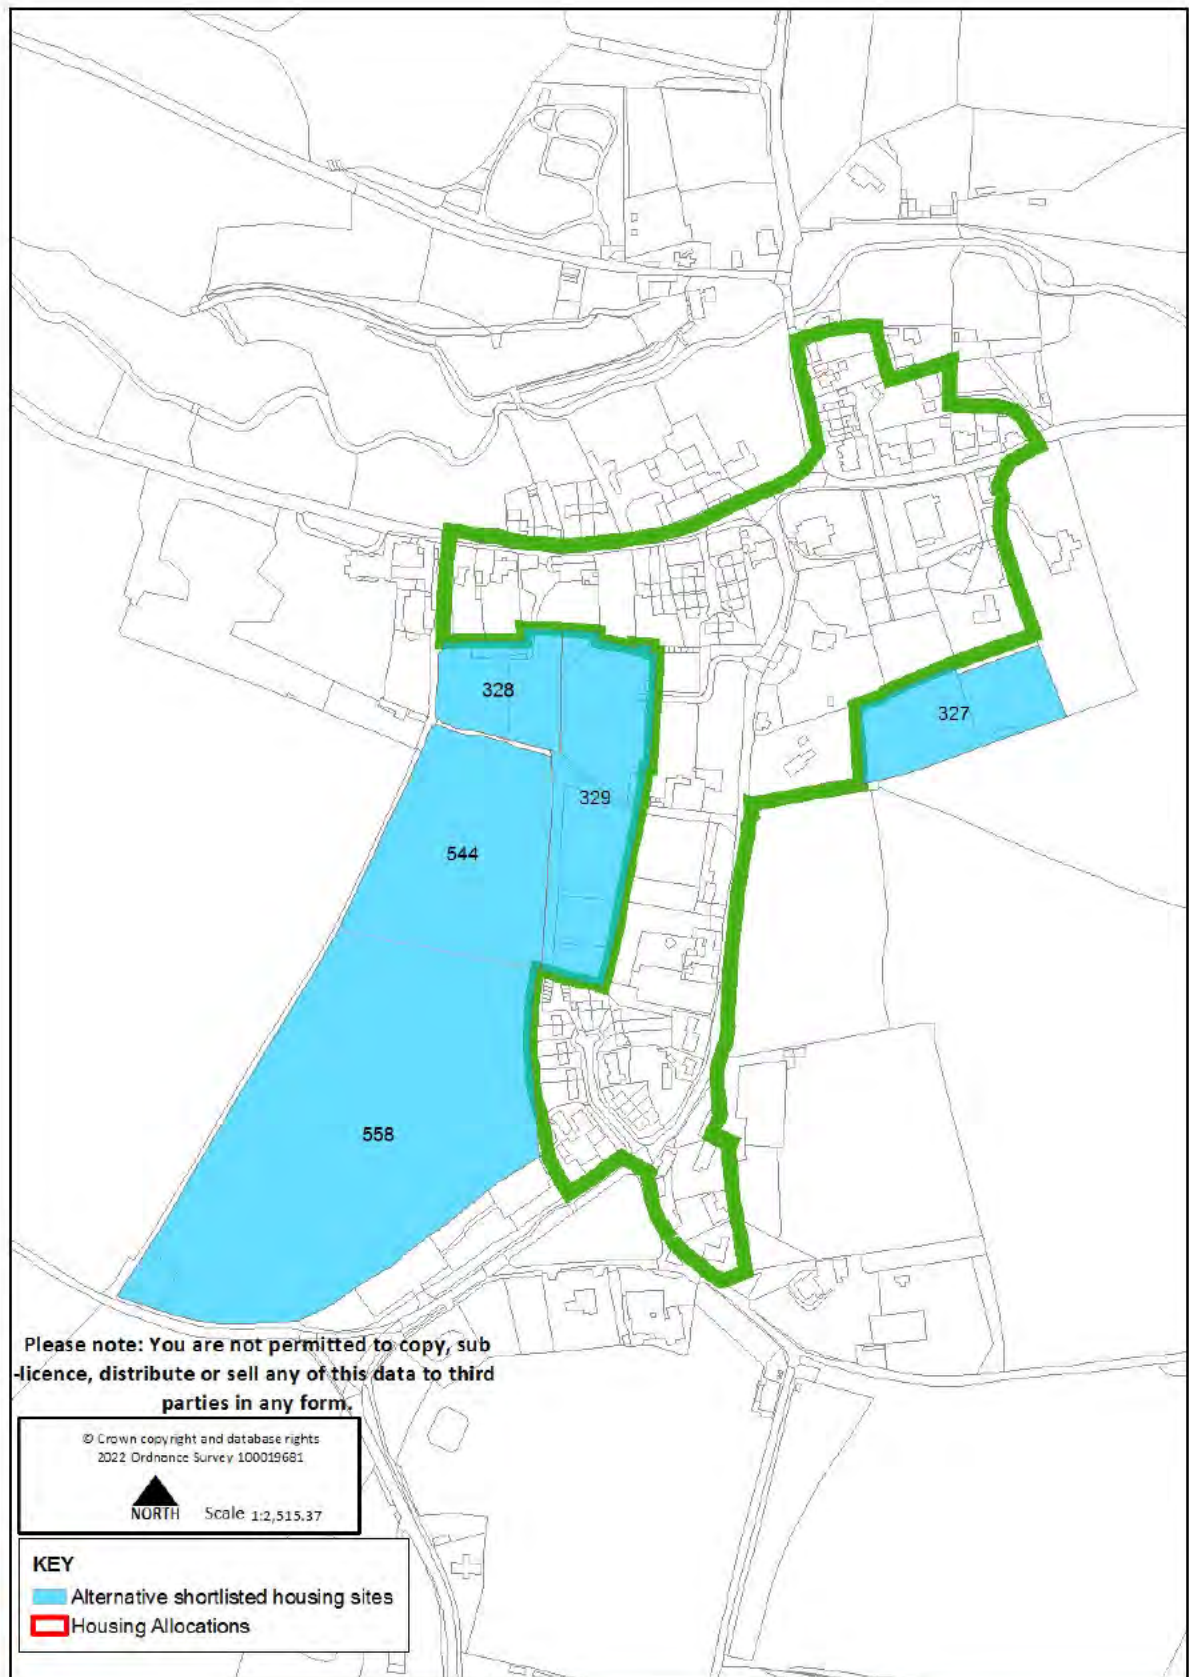 328
327
329
544
558
Please note: You are not permitted to copy, sub
-licence, distribute or sell any of this data to third
parties in any form.
© Crown copyright and database rights
2022 Ordnance Survey 100019681
NORTH Scale 1:2,515.37
KEY
Alternative shortlisted housing sites
Housing Allocations